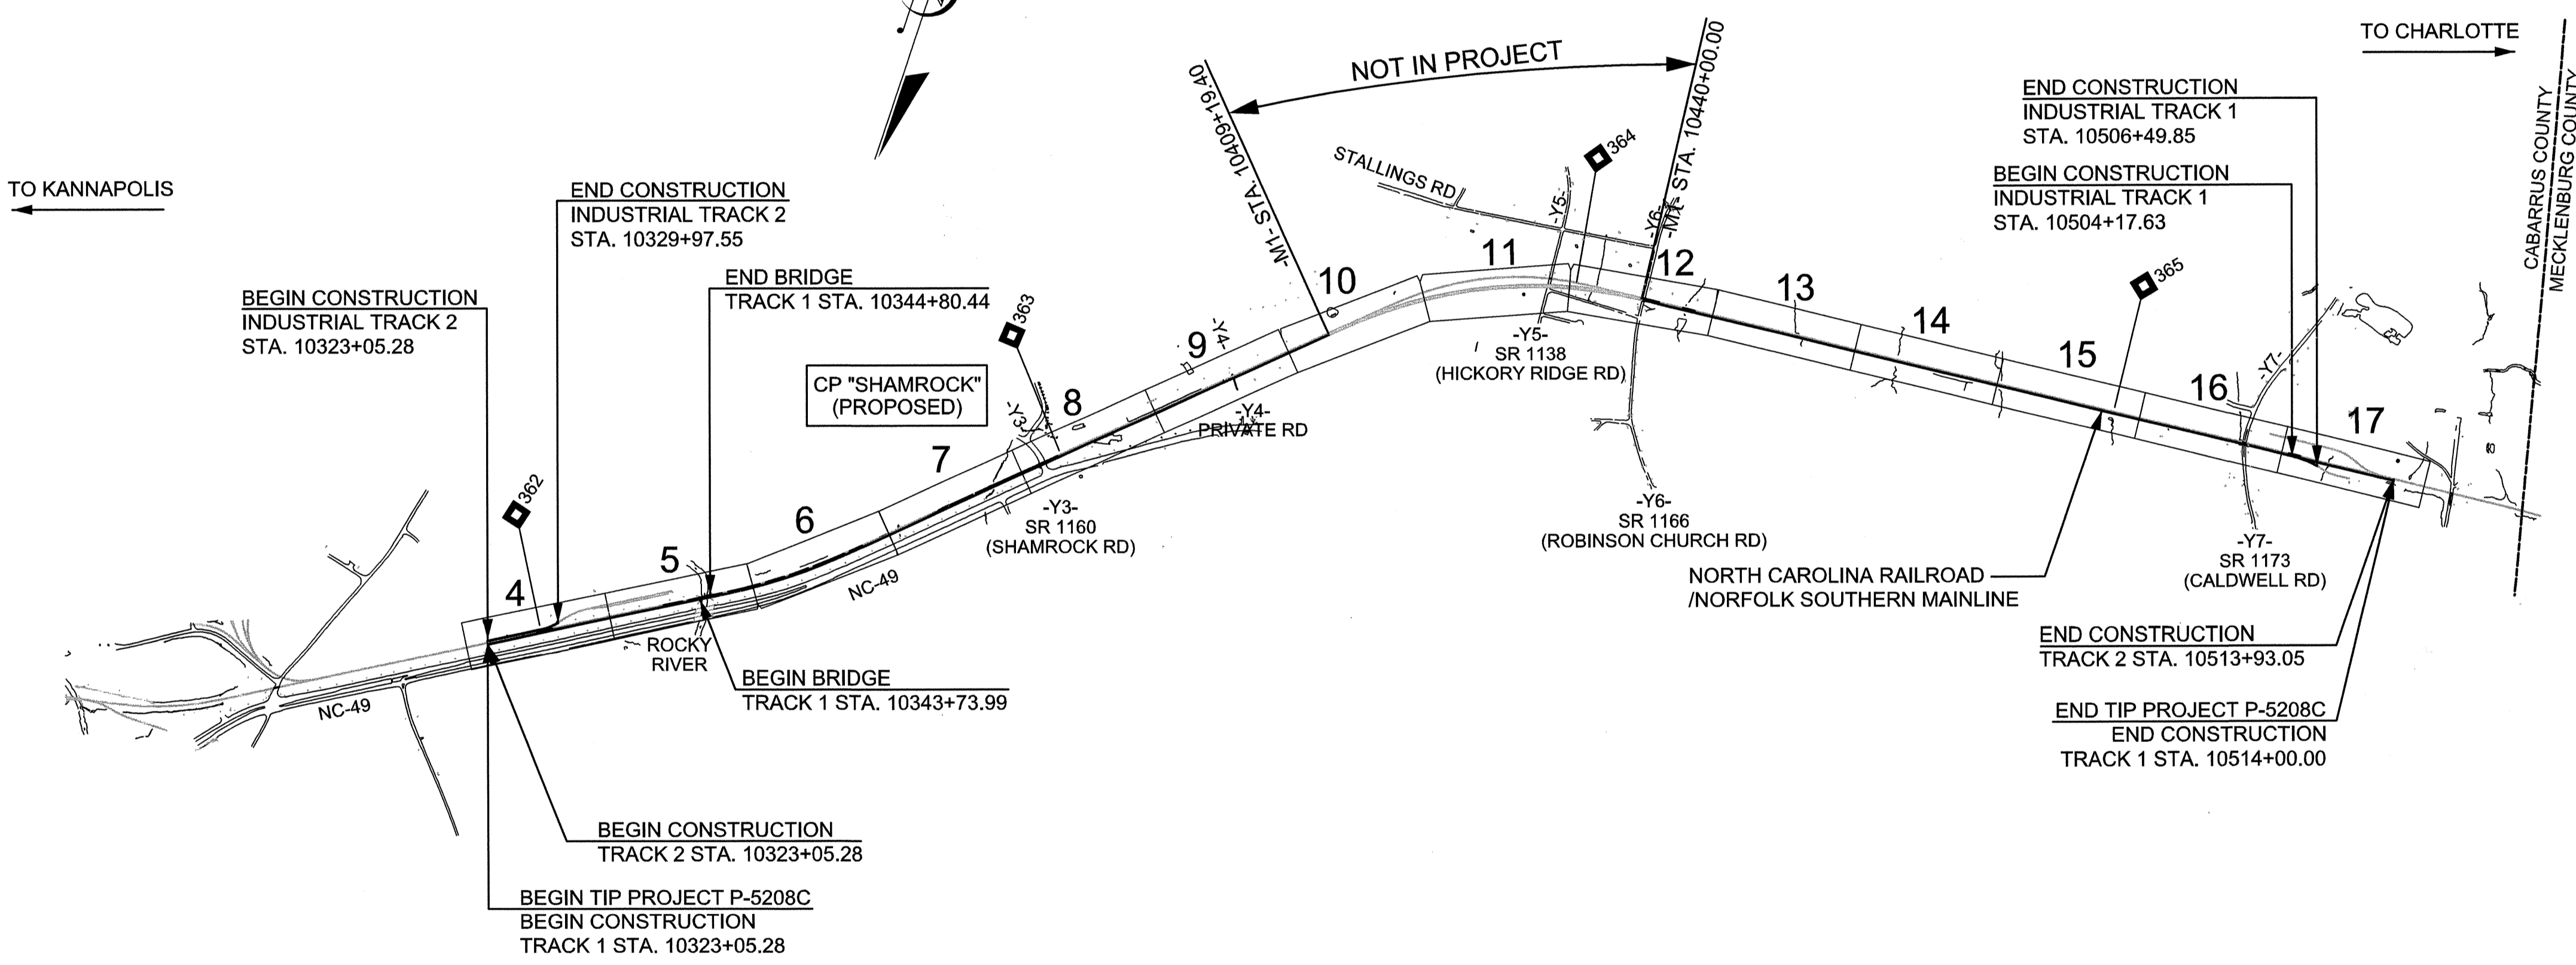 TO KANNAPOLIS
TO CHARLOTTE
NOT IN PROJECT
-M1- STA. 10409+19.40
-M1- STA. 10440+00.00
CABARRUS COUNTY
MECKLENBURG COUNTY
END CONSTRUCTION
INDUSTRIAL TRACK 1
STA. 10506+49.85
BEGIN CONSTRUCTION
INDUSTRIAL TRACK 1
STA. 10504+17.63
END CONSTRUCTION
INDUSTRIAL TRACK 2
STA. 10329+97.55
BEGIN CONSTRUCTION
INDUSTRIAL TRACK 2
STA. 10323+05.28
END BRIDGE
TRACK 1 STA. 10344+80.44
CP "SHAMROCK"
(PROPOSED)
STALLINGS RD
362
363
364
365
4
5
6
7
8
9
10
11
12
13
14
15
16
17
-Y3-
-Y4-
-Y5-
-Y6-
-Y7-
-Y4-
PRIVATE RD
-Y5-
SR 1138
(HICKORY RIDGE RD)
-Y3-
SR 1160
(SHAMROCK RD)
-Y6-
SR 1166
(ROBINSON CHURCH RD)
-Y7-
SR 1173
(CALDWELL RD)
NC-49
NC-49
ROCKY
RIVER
NORTH CAROLINA RAILROAD
/NORFOLK SOUTHERN MAINLINE
BEGIN BRIDGE
TRACK 1 STA. 10343+73.99
END CONSTRUCTION
TRACK 2 STA. 10513+93.05
END TIP PROJECT P-5208C
END CONSTRUCTION
TRACK 1 STA. 10514+00.00
BEGIN CONSTRUCTION
TRACK 2 STA. 10323+05.28
BEGIN TIP PROJECT P-5208C
BEGIN CONSTRUCTION
TRACK 1 STA. 10323+05.28